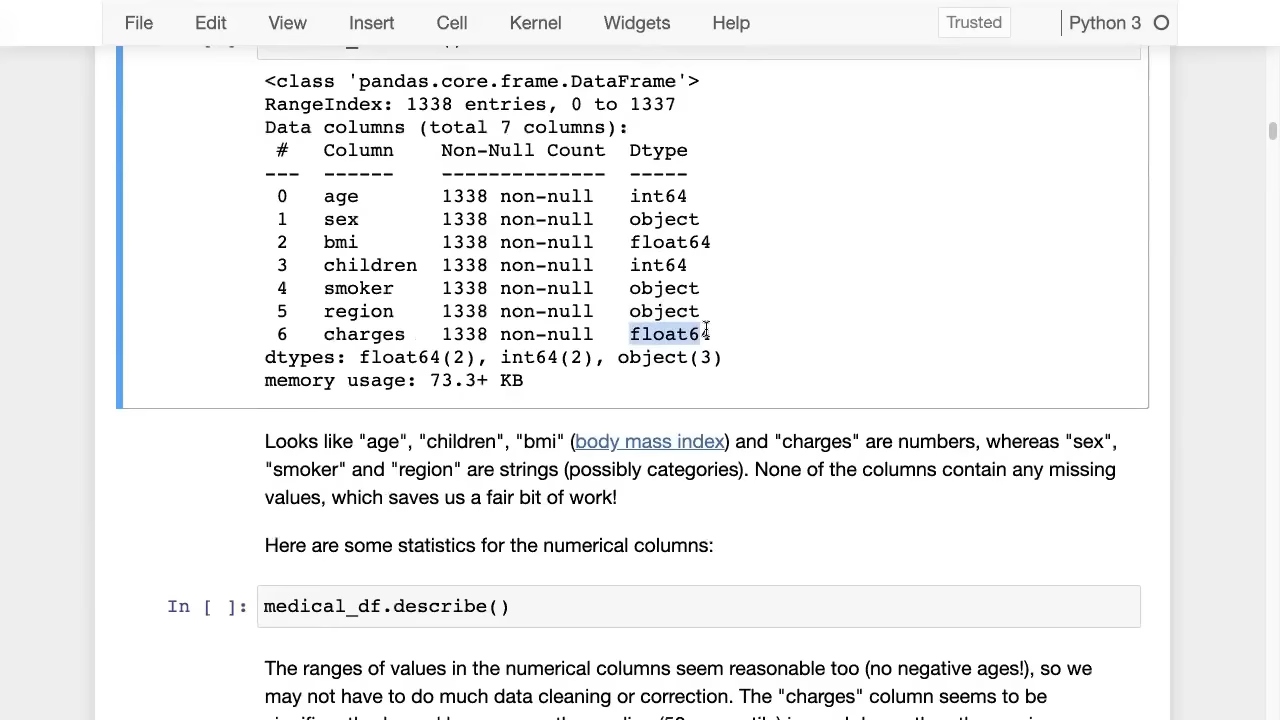 File Edit View Insert Cell Kernel Widgets Help Trusted Python 3
<class 'pandas.core.frame.DataFrame'>
RangeIndex: 1338 entries, 0 to 1337
Data columns (total 7 columns):
# Column Non-Null Count Dtype
--- ------ -------------- -----
0 age 1338 non-null int64
1 sex 1338 non-null object
2 bmi 1338 non-null float64
3 children 1338 non-null int64
4 smoker 1338 non-null object
5 region 1338 non-null object
6 charges 1338 non-null float64
dtypes: float64(2), int64(2), object(3)
memory usage: 73.3+ KB
Looks like "age", "children", "bmi" (body mass index) and "charges" are numbers, whereas "sex",
"smoker" and "region" are strings (possibly categories). None of the columns contain any missing
values, which saves us a fair bit of work!
Here are some statistics for the numerical columns:
In [ ]: medical_df.describe()
The ranges of values in the numerical columns seem reasonable too (no negative ages!), so we
may not have to do much data cleaning or correction. The "charges" column seems to be